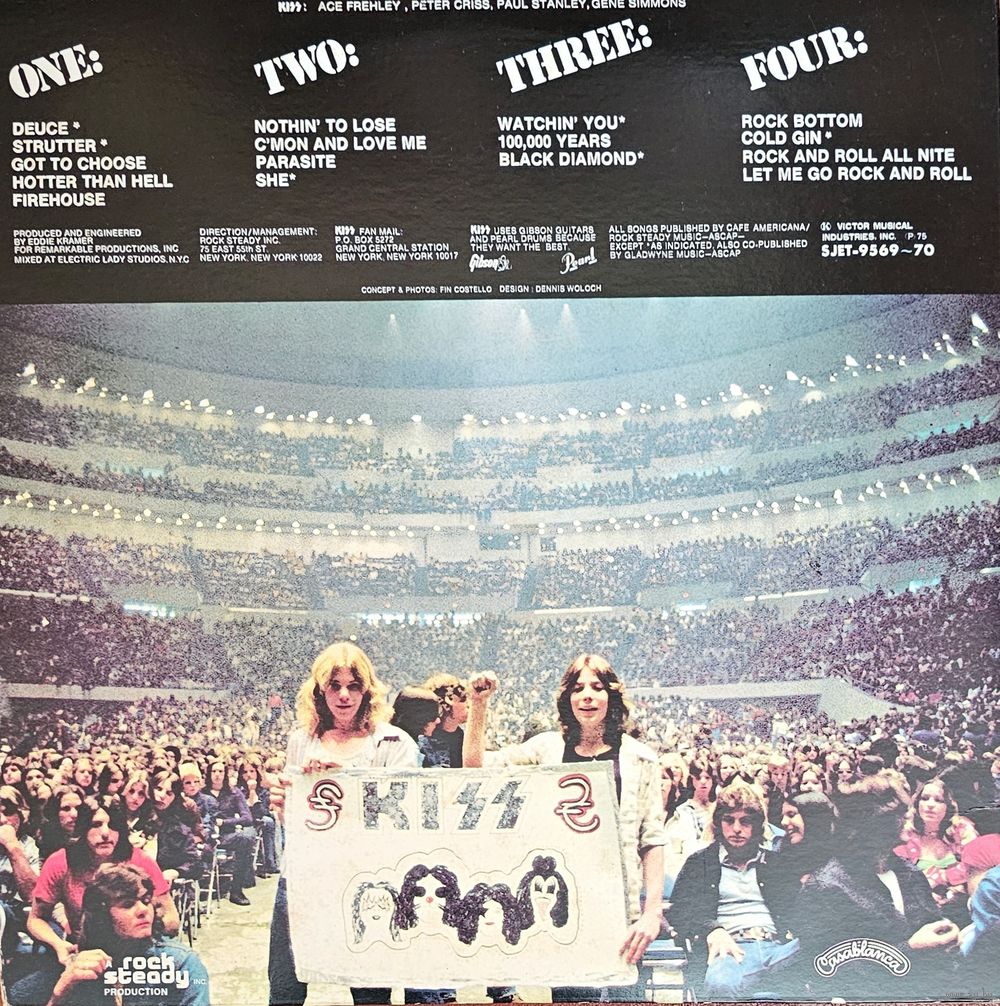 KISS: ACE FREHLEY, PETER CRISS, PAUL STANLEY, GENE SIMMONS
ONE:
DEUCE *
STRUTTER *
GOT TO CHOOSE
HOTTER THAN HELL
FIREHOUSE
TWO:
NOTHIN' TO LOSE
C'MON AND LOVE ME
PARASITE
SHE*
THREE:
WATCHIN' YOU*
100,000 YEARS
BLACK DIAMOND*
FOUR:
ROCK BOTTOM
COLD GIN *
ROCK AND ROLL ALL NITE
LET ME GO ROCK AND ROLL
PRODUCED AND ENGINEERED
BY EDDIE KRAMER
FOR REMARKABLE PRODUCTIONS, INC
MIXED AT ELECTRIC LADY STUDIOS. N.Y.C
DIRECTION/MANAGEMENT:
ROCK STEADY INC.
75 EAST 55th ST.
NEW YORK, NEW YORK 10022
KISS FAN MAIL:
P.O. BOX 5272
GRAND CENTRAL STATION
NEW YORK, NEW YORK 10017
KISS USES GIBSON GUITARS
AND PEARL DRUMS BECAUSE
THEY WANT THE BEST.
Gibson
Pearl
ALL SONGS PUBLISHED BY CAFE AMERICANA/
ROCK STEADY MUSIC—ASCAP—
EXCEPT *AS INDICATED, ALSO CO-PUBLISHED
BY GLADWYNE MUSIC—ASCAP
VICTOR MUSICAL
INDUSTRIES, INC. Ⓟ 75
5JET-9569~70
CONCEPT & PHOTOS: FIN COSTELLO DESIGN: DENNIS WOLOCH
KISS
A rock
steady INC.
PRODUCTION
Casablanca